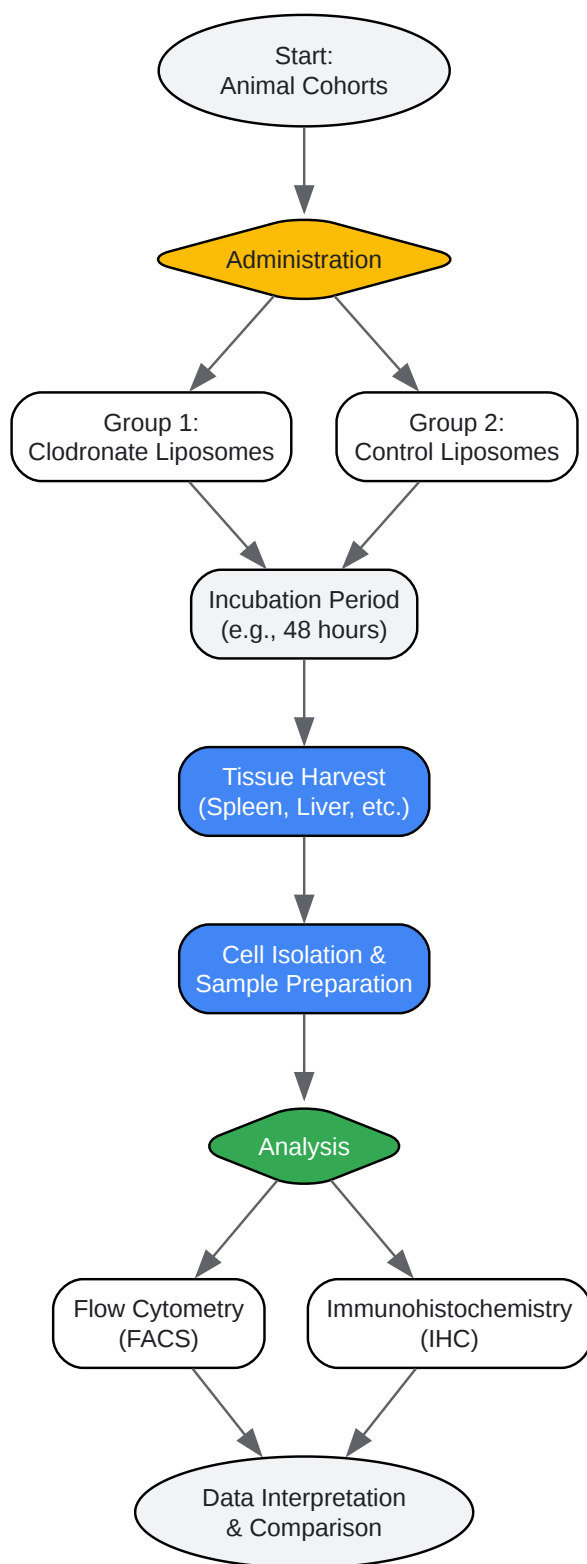 Start:
Animal Cohorts
Administration
Group 1:
Clodronate Liposomes
Group 2:
Control Liposomes
Incubation Period
(e.g., 48 hours)
Tissue Harvest
(Spleen, Liver, etc.)
Cell Isolation &
Sample Preparation
Analysis
Flow Cytometry
(FACS)
Immunohistochemistry
(IHC)
Data Interpretation
& Comparison